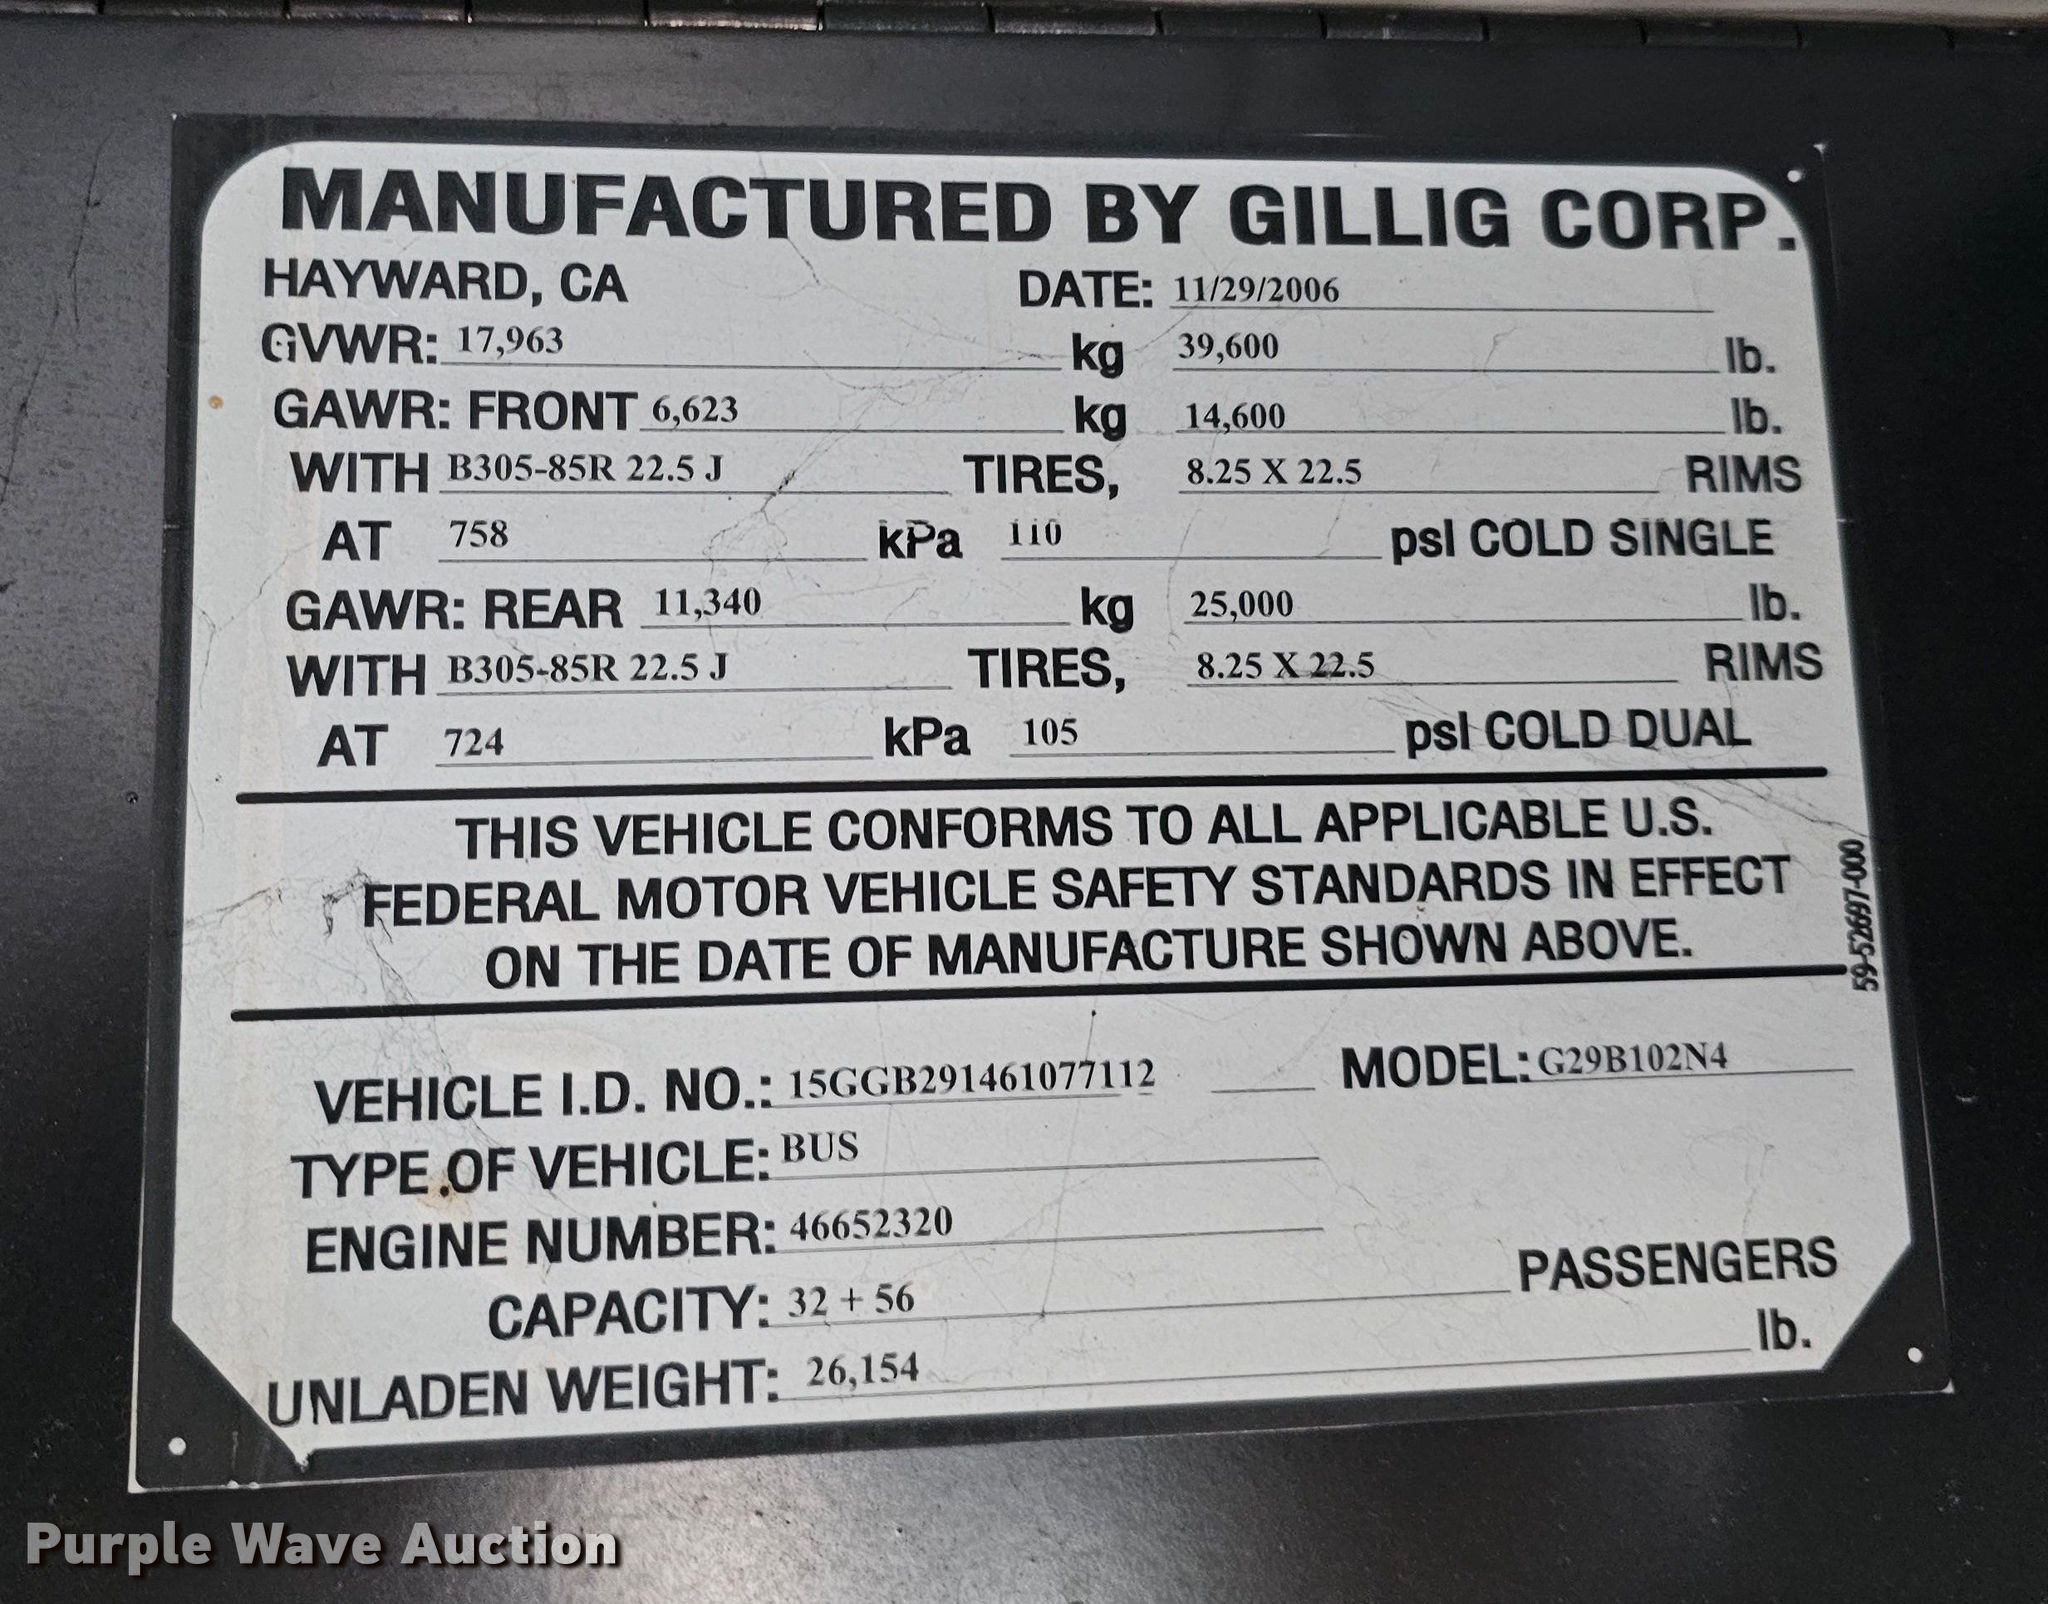 MANUFACTURED BY GILLIG CORP.
HAYWARD, CA DATE: 11/29/2006
GVWR: 17,963 kg 39,600 lb.
GAWR: FRONT 6,623 kg 14,600 lb.
WITH B305-85R 22.5 J TIRES, 8.25 X 22.5 RIMS
AT 758 kPa 110 psI COLD SINGLE
GAWR: REAR 11,340 kg 25,000 lb.
WITH B305-85R 22.5 J TIRES, 8.25 X 22.5 RIMS
AT 724 kPa 105 psI COLD DUAL
THIS VEHICLE CONFORMS TO ALL APPLICABLE U.S.
FEDERAL MOTOR VEHICLE SAFETY STANDARDS IN EFFECT
ON THE DATE OF MANUFACTURE SHOWN ABOVE.
59-52697-000
VEHICLE I.D. NO.: 15GGB291461077112 MODEL: G29B102N4
TYPE OF VEHICLE: BUS
ENGINE NUMBER: 46652320
CAPACITY: 32 + 56 PASSENGERS
UNLADEN WEIGHT: 26,154 lb.
Purple Wave Auction